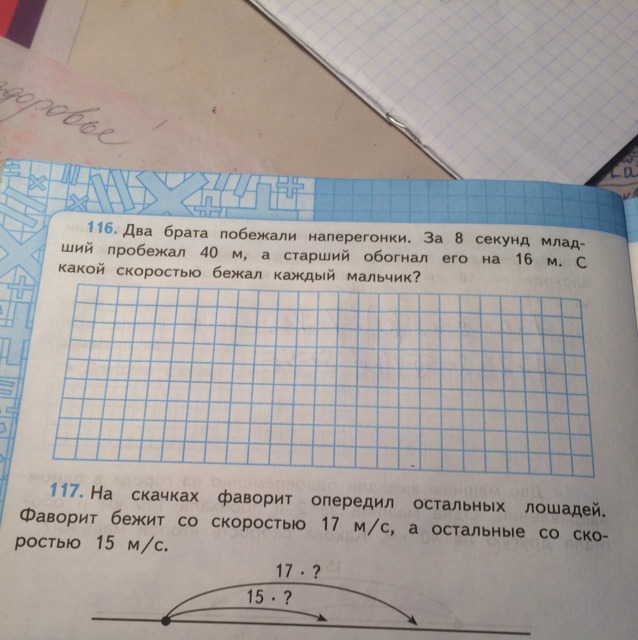 здоровье!
116. Два брата побежали наперегонки. За 8 секунд млад-
ший пробежал 40 м, а старший обогнал его на 16 м. С
какой скоростью бежал каждый мальчик?
117. На скачках фаворит опередил остальных лошадей.
Фаворит бежит со скоростью 17 м/с, а остальные со ско-
ростью 15 м/с.
17 · ?
15 · ?